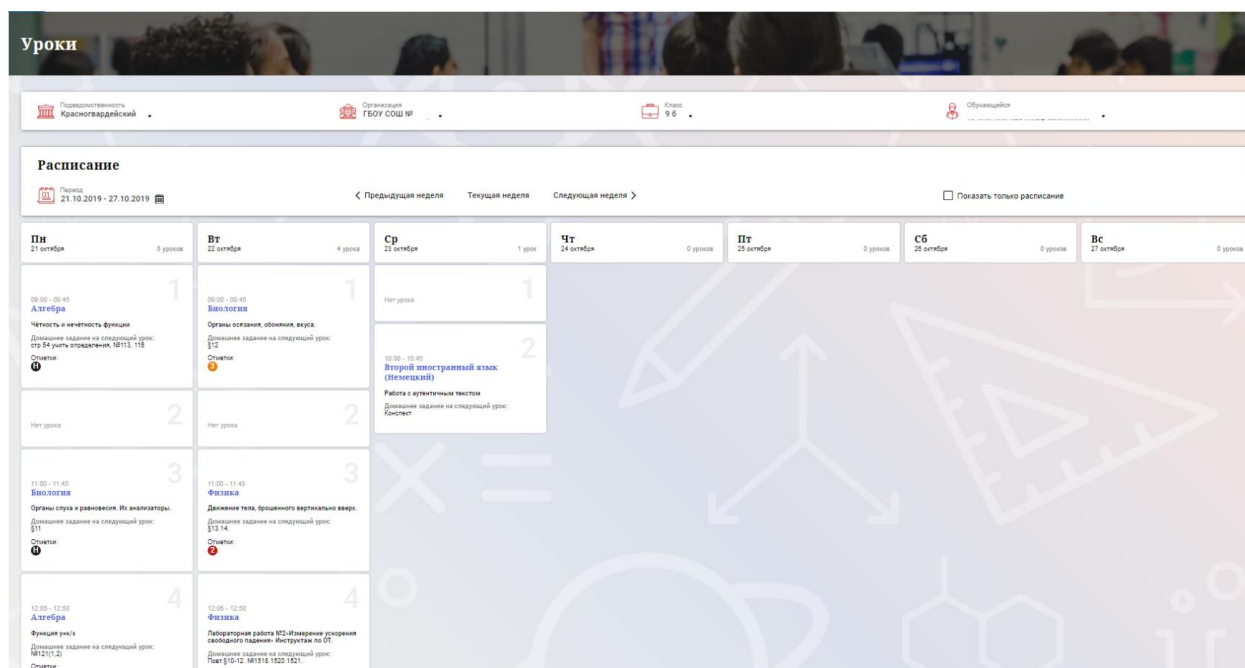 Уроки
Подведомственность
Красногвардейский
Организация
ГБОУ СОШ №
Класс
9 б
Обучающийся
Расписание
01
Период
21.10.2019 - 27.10.2019
Предыдущая неделя
Текущая неделя
Следующая неделя
Показать только расписание
Пн
21 октября
5 уроков
Вт
22 октября
4 урока
Ср
23 октября
1 урок
Чт
24 октября
0 уроков
Пт
25 октября
0 уроков
Сб
26 октября
0 уроков
Вс
27 октября
0 уроков
1
09:00 - 09:45
Алгебра
Чётность и нечётность функции
Домашнее задание на следующий урок:
стр 54 учить определения, №113, 116
Отметки:
Н
2
Нет урока
3
11:00 - 11:45
Биология
Органы слуха и равновесия. Их анализаторы.
Домашнее задание на следующий урок:
§11
Отметки:
Н
4
12:05 - 12:50
Алгебра
Функция y=к/х
Домашнее задание на следующий урок:
№121(1,2)
Отметки:
1
09:00 - 09:45
Биология
Органы осязания, обоняния, вкуса.
Домашнее задание на следующий урок:
§12
Отметки:
3
2
Нет урока
3
11:00 - 11:45
Физика
Движение тела, брошенного вертикально вверх.
Домашнее задание на следующий урок:
§13,14.
Отметки:
2
4
12:05 - 12:50
Физика
Лабораторная работа №2«Измерение ускорения
свободного падения» Инструктаж по ОТ.
Домашнее задание на следующий урок:
Повт.§10-12. №1518.1520.1521.
1
Нет урока
2
10:00 - 10:45
Второй иностранный язык
(Немецкий)
Работа с аутентичным текстом
Домашнее задание на следующий урок:
Конспект